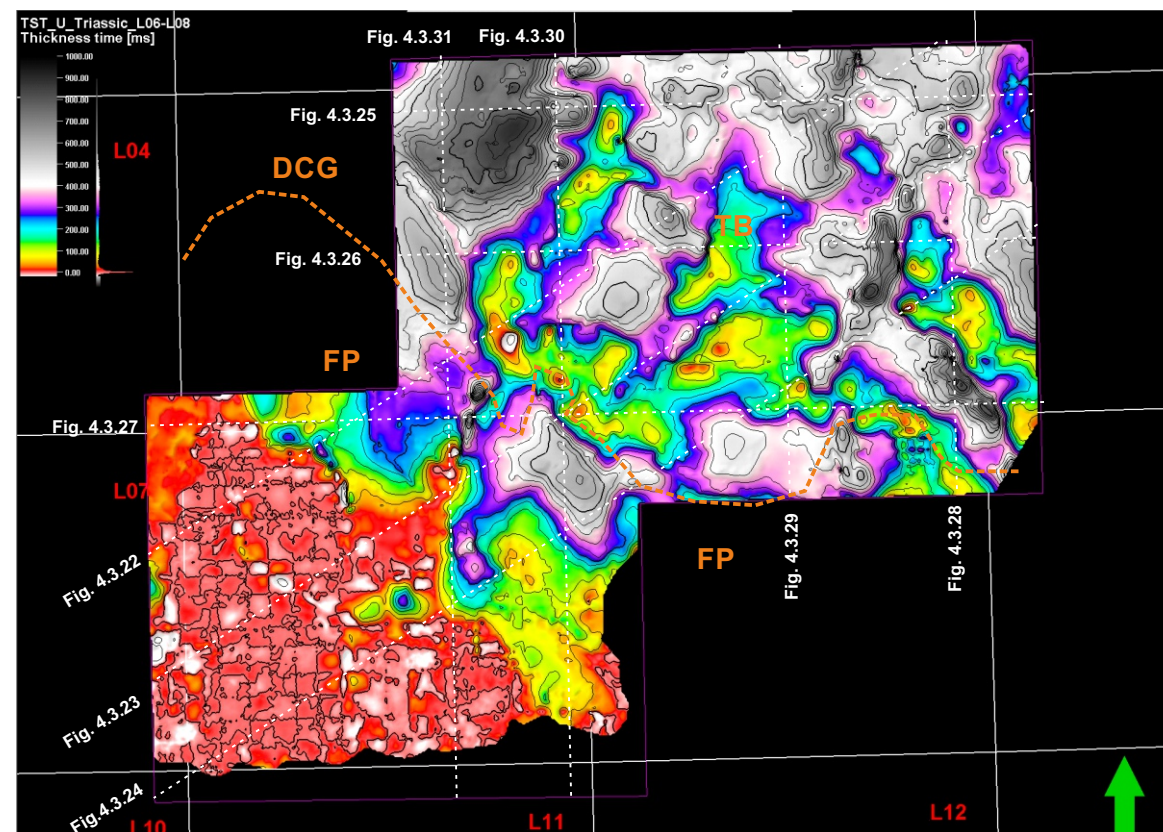 TST_U_Triassic_L06-L08
Thickness time [ms]
1000.00
900.00
800.00
700.00
600.00
500.00
400.00
300.00
200.00
100.00
0.00
Fig. 4.3.31
Fig. 4.3.30
Fig. 4.3.25
L04
DCG
TB
Fig. 4.3.26
FP
Fig. 4.3.27
L07
Fig. 4.3.22
FP
Fig. 4.3.29
Fig. 4.3.28
Fig. 4.3.23
Fig.4.3.24
L10
L11
L12